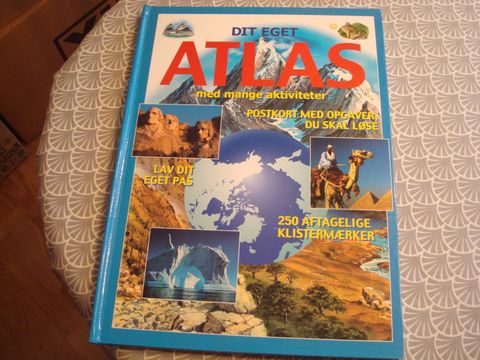 DIT EGET
ATLAS
med mange aktiviteter
POSTKORT MED OPGAVER,
DU SKAL LØSE
LAV DIT
EGET PAS
250 AFTAGELIGE
KLISTERMÆRKER